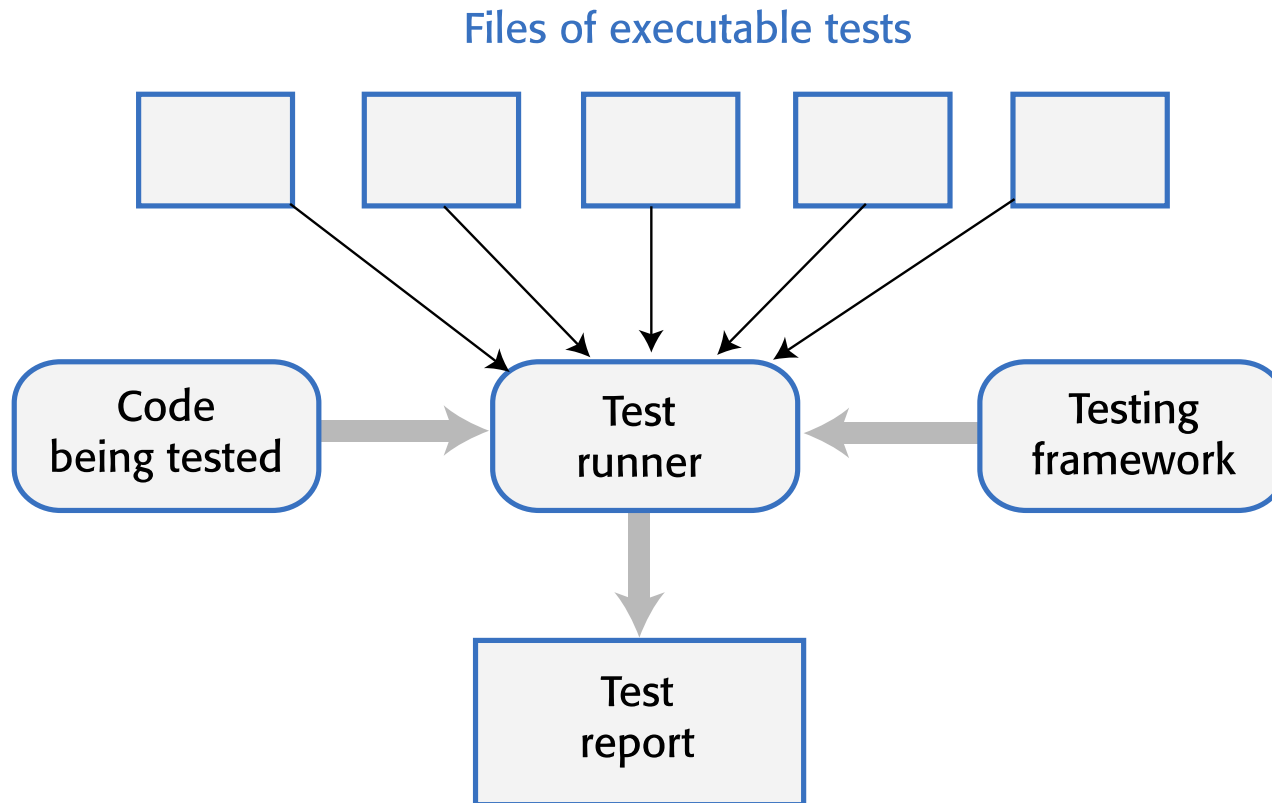 Files of executable tests
Code
being tested
Test
runner
Testing
framework
Test
report